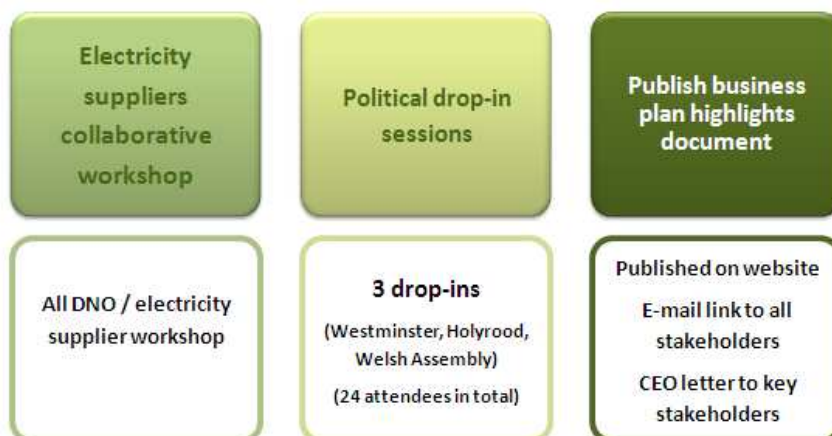 Electricity
suppliers
collaborative
workshop
Political drop-in
sessions
Publish business
plan highlights
document
All DNO / electricity
supplier workshop
3 drop-ins
(Westminster, Holyrood,
Welsh Assembly)
(24 attendees in total)
Published on website
E-mail link to all
stakeholders
CEO letter to key
stakeholders